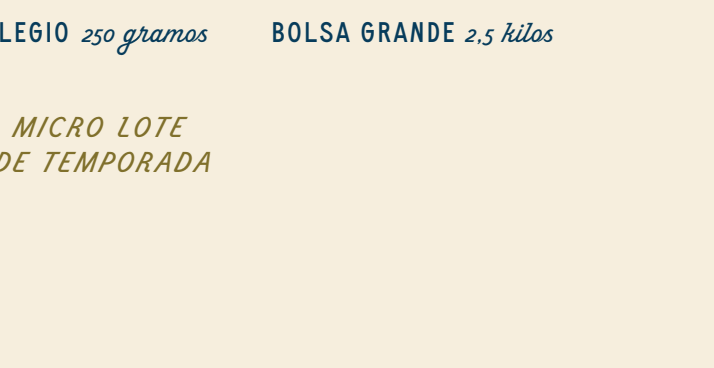 LEGIO 250 gramos BOLSA GRANDE 2,5 kilos
MICRO LOTE
DE TEMPORADA